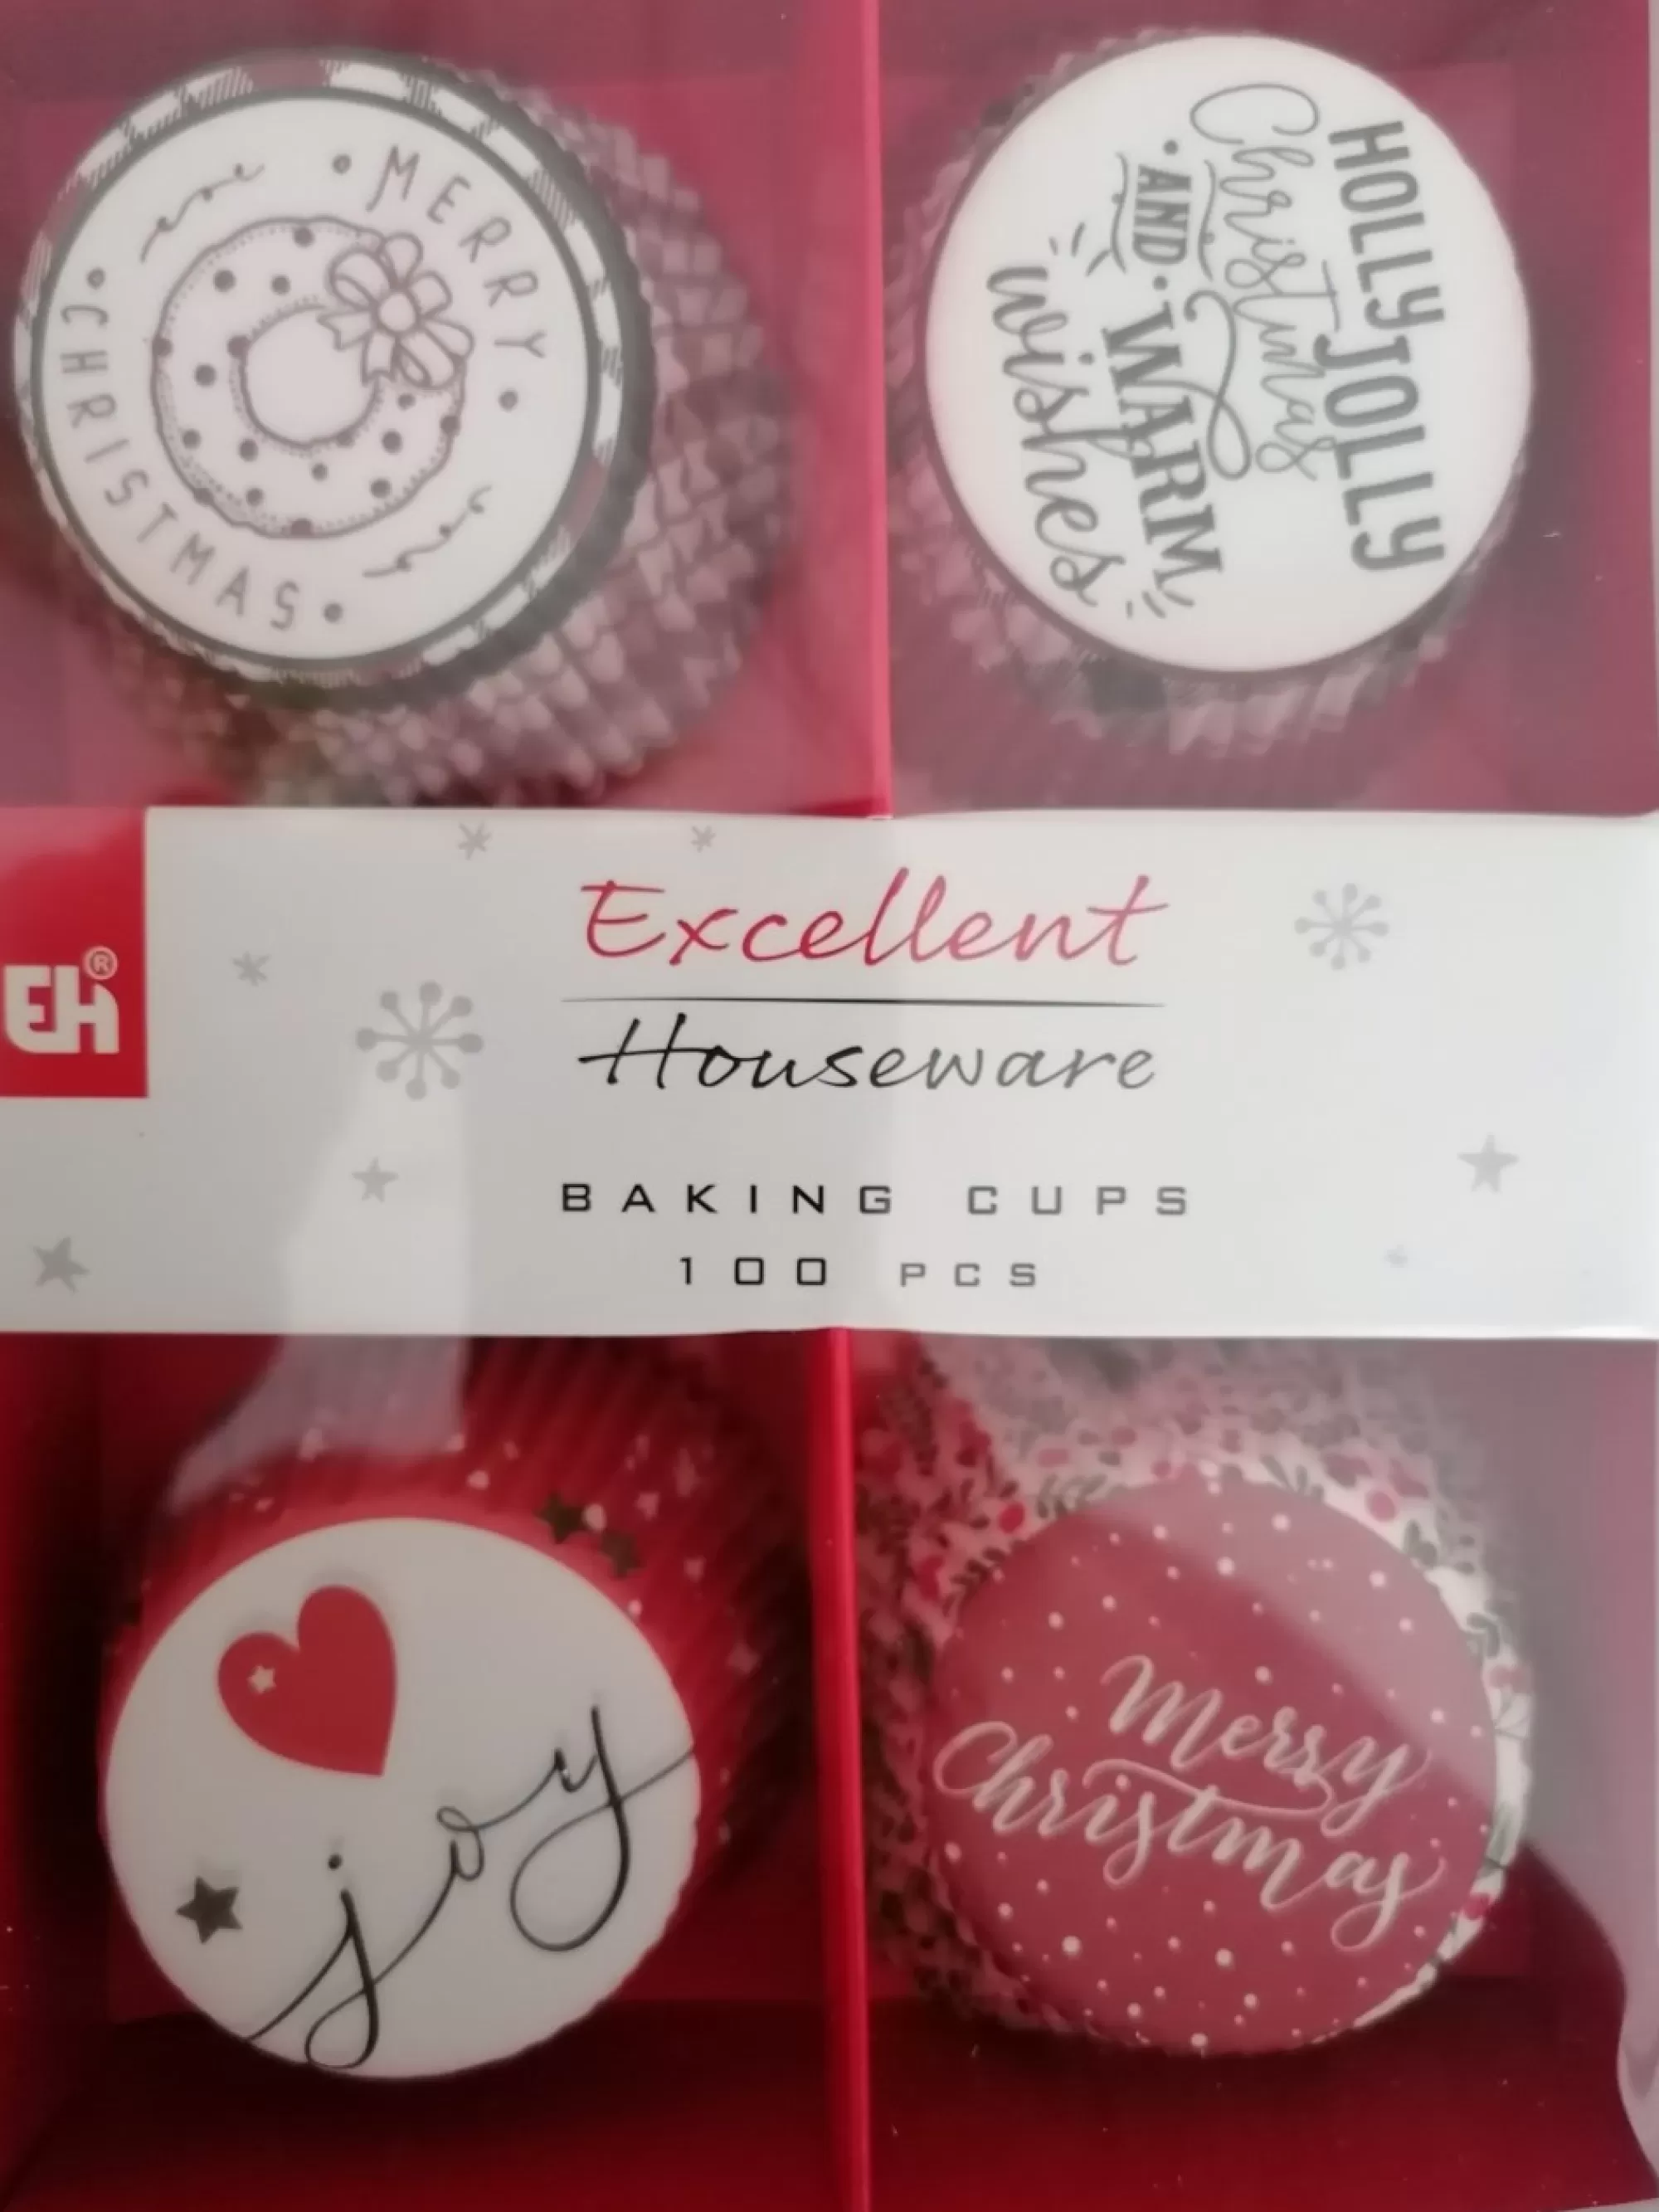 MERRY
CHRISTMAS
HOLLY JOLLY
Christmas
AND
WARM
wishes
EH®
Excellent
Houseware
BAKING CUPS
100 PCS
joy
Merry
Christmas